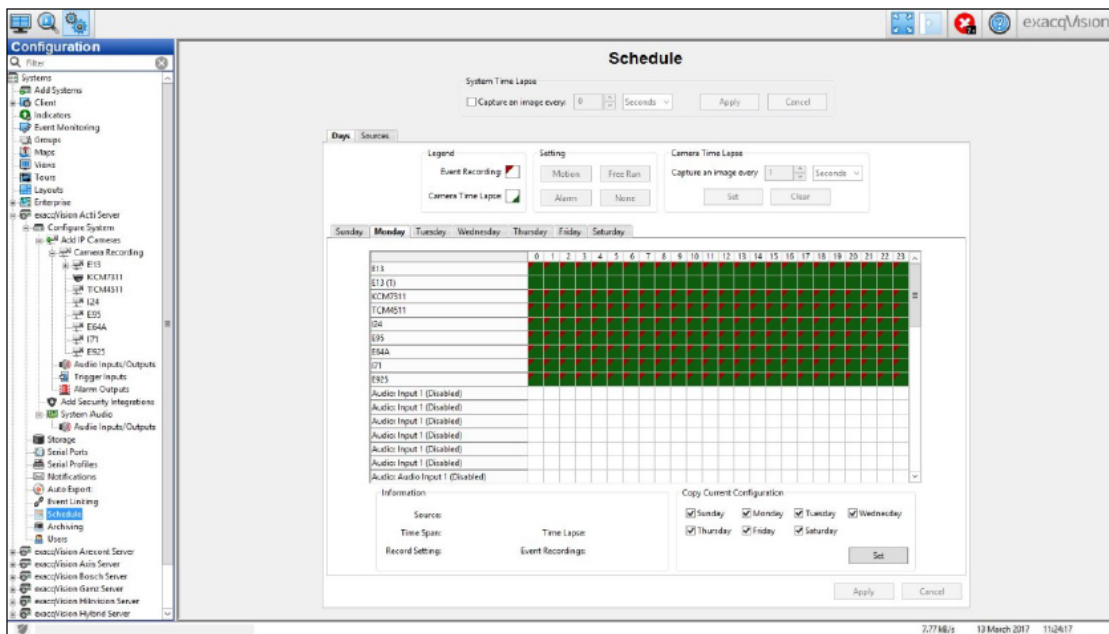 exacqVision
Configuration
Filter
Systems
Add Systems
Client
Indicators
Event Monitoring
Groups
Maps
Views
Tours
Layouts
Enterprise
exacqVision Acti Server
Configure System
Add IP Cameras
Camera Recording
E13
KCM7311
TCM4511
I24
E95
E64A
I71
E925
Audio Inputs/Outputs
Trigger Inputs
Alarm Outputs
Add Security Integrations
System Audio
Audio Inputs/Outputs
Storage
Serial Ports
Serial Profiles
Notifications
Auto Export
Event Linking
Schedule
Archiving
Users
exacqVision Arecont Server
exacqVision Axis Server
exacqVision Bosch Server
exacqVision Ganz Server
exacqVision Hikvision Server
exacqVision Hybrid Server
Schedule
System Time Lapse
Capture an image every: 0 Seconds Apply Cancel
Days Sources
Legend Setting Camera Time Lapse
Event Recording: Motion Free Run Capture an image every 1 Seconds
Camera Time Lapse: Alarm None Set Clear
Sunday Monday Tuesday Wednesday Thursday Friday Saturday
0 1 2 3 4 5 6 7 8 9 10 11 12 13 14 15 16 17 18 19 20 21 22 23
E13
E13 (1)
KCM7311
TCM4511
I24
E95
E64A
I71
E925
Audio: Input 1 (Disabled)
Audio: Input 1 (Disabled)
Audio: Input 1 (Disabled)
Audio: Input 1 (Disabled)
Audio: Input 1 (Disabled)
Audio: Input 1 (Disabled)
Audio: Audio Input 1 (Disabled)
Information Copy Current Configuration
Source: Sunday Monday Tuesday Wednesday
Time Span: Time Lapse: Thursday Friday Saturday
Record Setting: Event Recordings: Set
Apply Cancel
7.77 kB/s 13 March 2017 11:24:17